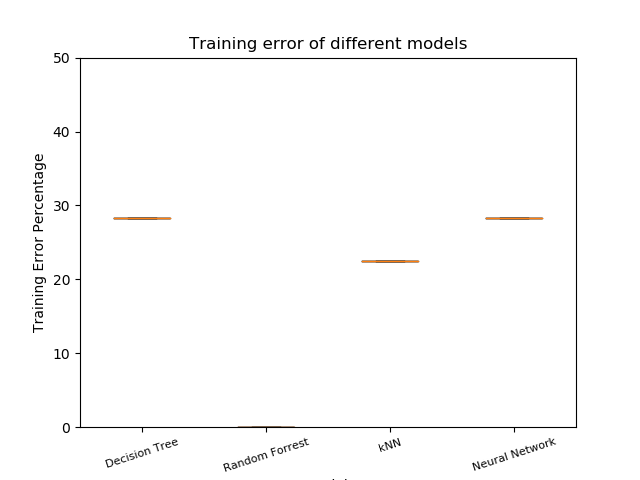 Training error of different models
Training Error Percentage
50
40
30
20
10
0
Decision Tree
Random Forrest
kNN
Neural Network